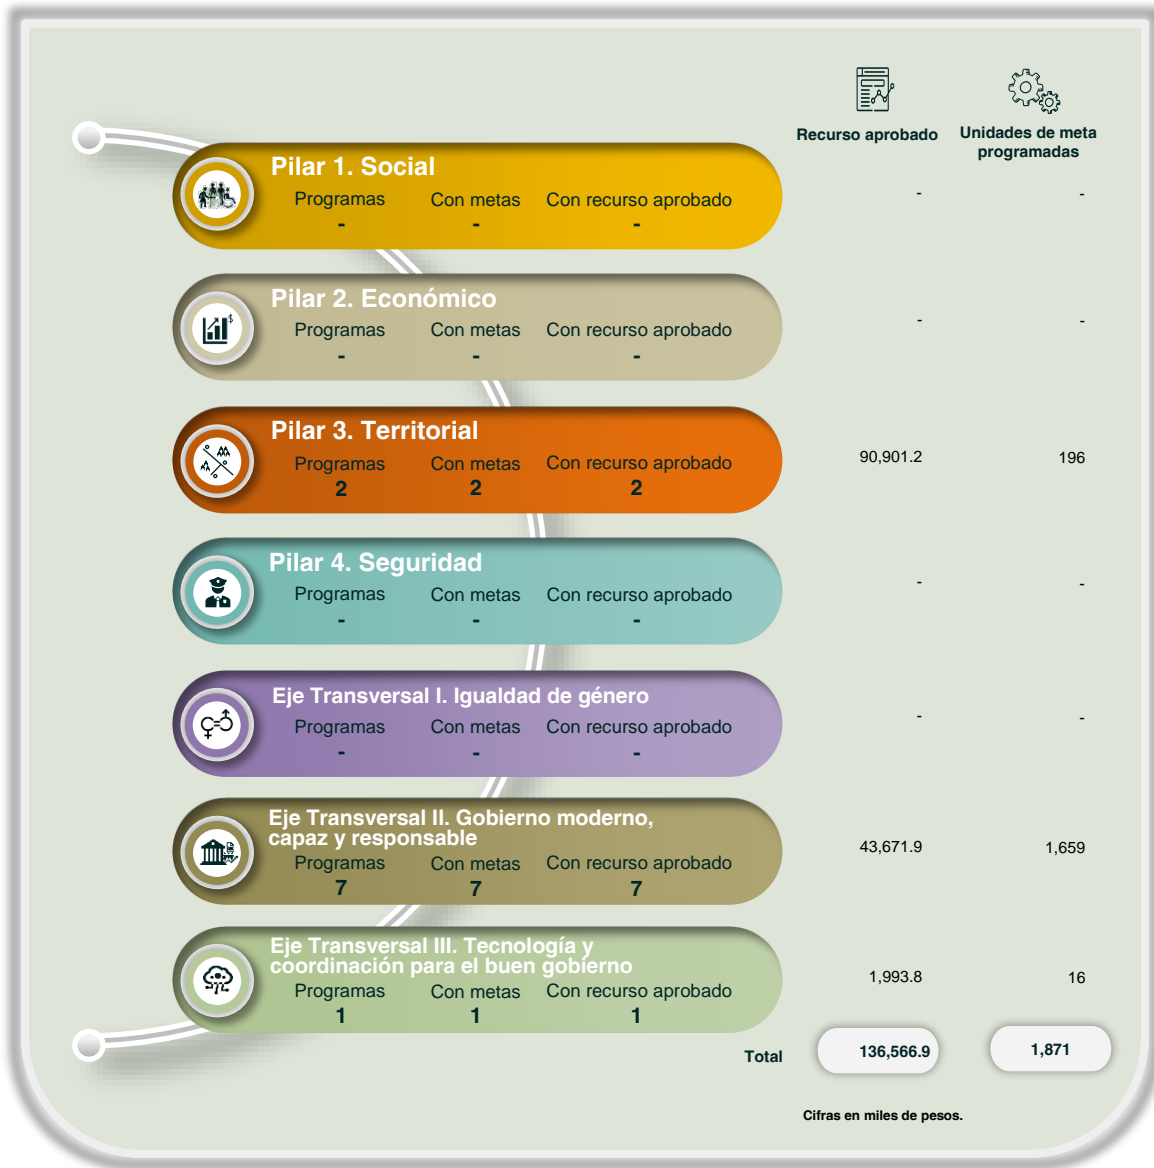 Recurso aprobado
Unidades de meta
programadas
Pilar 1. Social
Programas Con metas Con recurso aprobado
- - -
- -
Pilar 2. Económico
Programas Con metas Con recurso aprobado
- - -
- -
Pilar 3. Territorial
Programas Con metas Con recurso aprobado
2 2 2
90,901.2 196
Pilar 4. Seguridad
Programas Con metas Con recurso aprobado
- - -
- -
Eje Transversal I. Igualdad de género
Programas Con metas Con recurso aprobado
- - -
- -
Eje Transversal II. Gobierno moderno,
capaz y responsable
Programas Con metas Con recurso aprobado
7 7 7
43,671.9 1,659
Eje Transversal III. Tecnología y
coordinación para el buen gobierno
Programas Con metas Con recurso aprobado
1 1 1
1,993.8 16
Total 136,566.9 1,871
Cifras en miles de pesos.